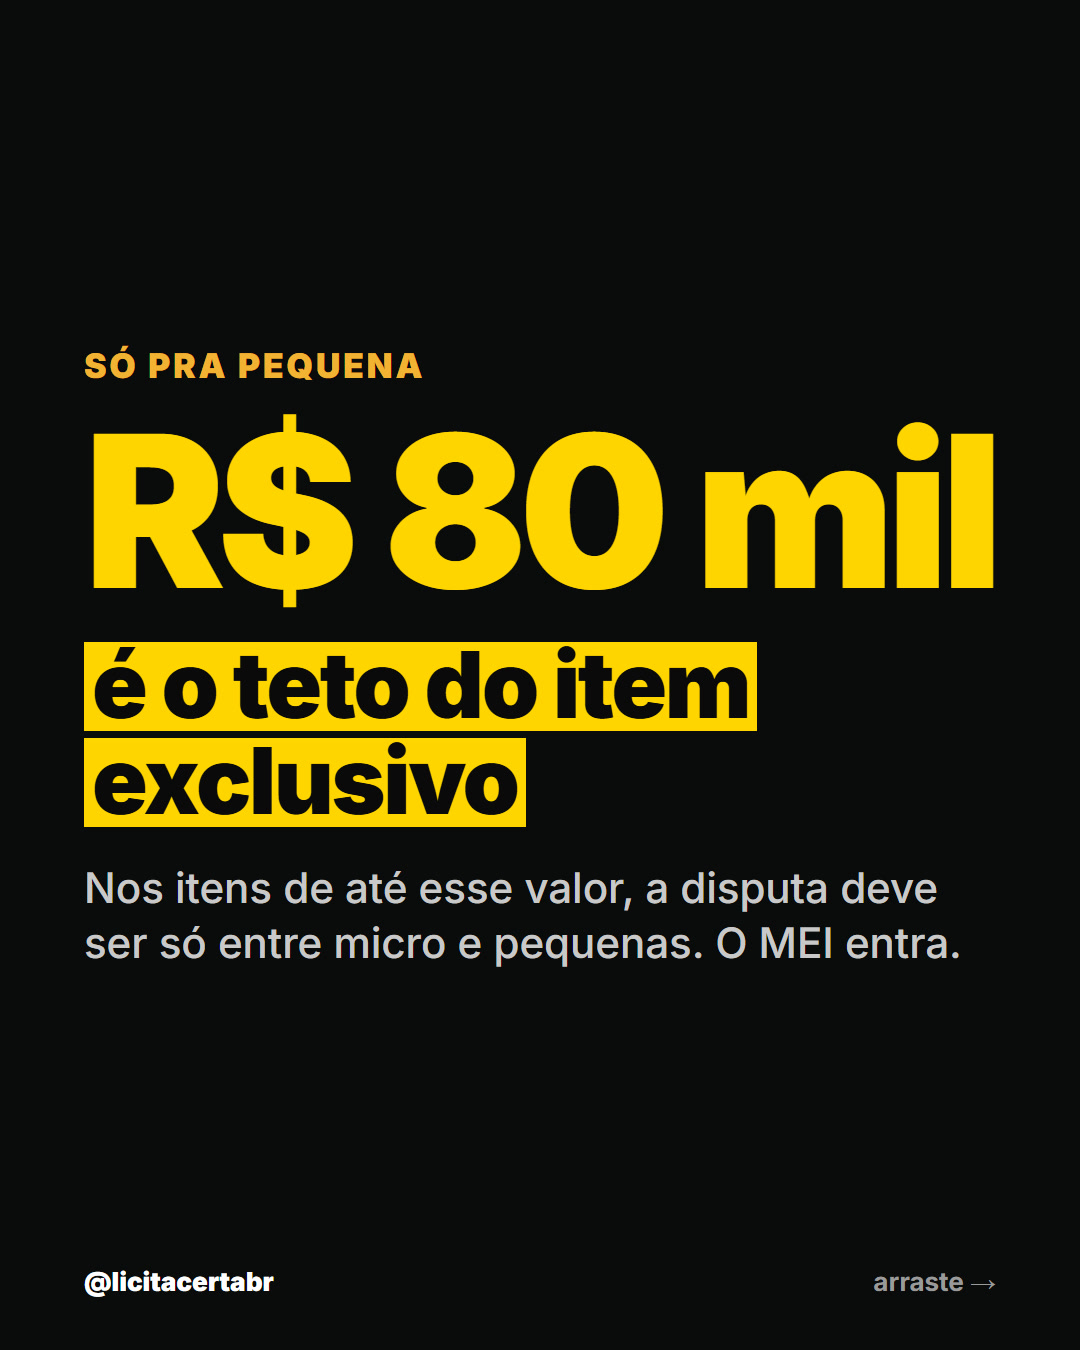 SÓ PRA PEQUENA
R$ 80 mil
é o teto do item
exclusivo
Nos itens de até esse valor, a disputa deve
ser só entre micro e pequenas. O MEI entra.
@licitacertabr
arraste →